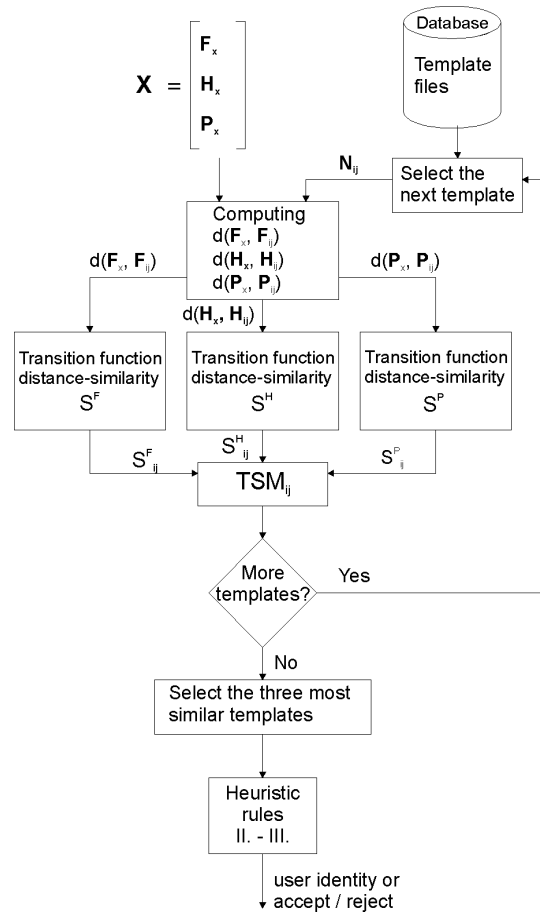 Database
Template
files
F_x
X = H_x
P_x
N_ij
Select the
next template
Computing
d(F_x, F_ij)
d(H_x, H_ij)
d(P_x, P_ij)
d(F_x, F_ij)
d(P_x, P_ij)
d(H_x, H_ij)
Transition function
distance-similarity
S^F
Transition function
distance-similarity
S^H
Transition function
distance-similarity
S^P
S^F_ij
S^H_ij
S^P_ij
TSM_ij
More
templates?
Yes
No
Select the three most
similar templates
Heuristic
rules
II. - III.
user identity or
accept / reject